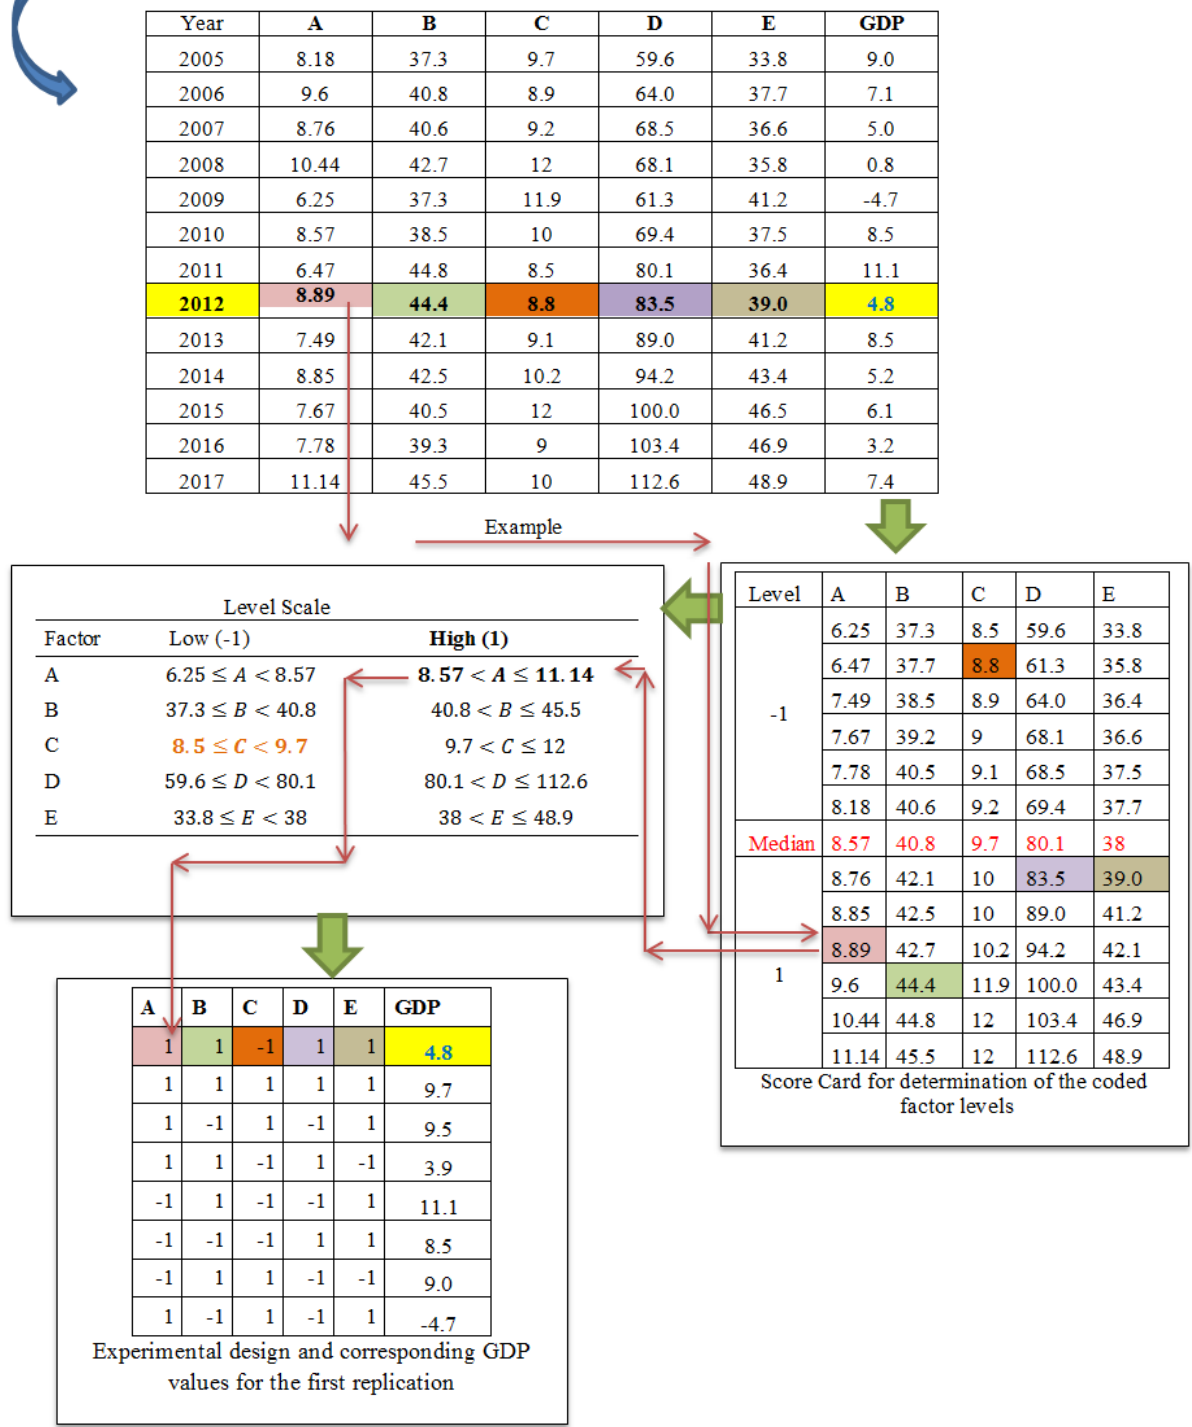 Year A B C D E GDP
2005 8.18 37.3 9.7 59.6 33.8 9.0
2006 9.6 40.8 8.9 64.0 37.7 7.1
2007 8.76 40.6 9.2 68.5 36.6 5.0
2008 10.44 42.7 12 68.1 35.8 0.8
2009 6.25 37.3 11.9 61.3 41.2 -4.7
2010 8.57 38.5 10 69.4 37.5 8.5
2011 6.47 44.8 8.5 80.1 36.4 11.1
2012 8.89 44.4 8.8 83.5 39.0 4.8
2013 7.49 42.1 9.1 89.0 41.2 8.5
2014 8.85 42.5 10.2 94.2 43.4 5.2
2015 7.67 40.5 12 100.0 46.5 6.1
2016 7.78 39.3 9 103.4 46.9 3.2
2017 11.14 45.5 10 112.6 48.9 7.4
Example
Level Scale
Factor Low (-1) High (1)
A 6.25 ≤ A < 8.57 8.57 < A ≤ 11.14
B 37.3 ≤ B < 40.8 40.8 < B ≤ 45.5
C 8.5 ≤ C < 9.7 9.7 < C ≤ 12
D 59.6 ≤ D < 80.1 80.1 < D ≤ 112.6
E 33.8 ≤ E < 38 38 < E ≤ 48.9
Level A B C D E
6.25 37.3 8.5 59.6 33.8
6.47 37.7 8.8 61.3 35.8
7.49 38.5 8.9 64.0 36.4
-1
7.67 39.2 9 68.1 36.6
7.78 40.5 9.1 68.5 37.5
8.18 40.6 9.2 69.4 37.7
Median 8.57 40.8 9.7 80.1 38
8.76 42.1 10 83.5 39.0
8.85 42.5 10 89.0 41.2
8.89 42.7 10.2 94.2 42.1
1
9.6 44.4 11.9 100.0 43.4
10.44 44.8 12 103.4 46.9
11.14 45.5 12 112.6 48.9
Score Card for determination of the coded
factor levels
A B C D E GDP
1 1 -1 1 1 4.8
1 1 1 1 1 9.7
1 -1 1 -1 1 9.5
1 1 -1 1 -1 3.9
-1 1 -1 -1 1 11.1
-1 -1 -1 1 1 8.5
-1 1 1 -1 -1 9.0
1 -1 1 -1 1 -4.7
Experimental design and corresponding GDP
values for the first replication